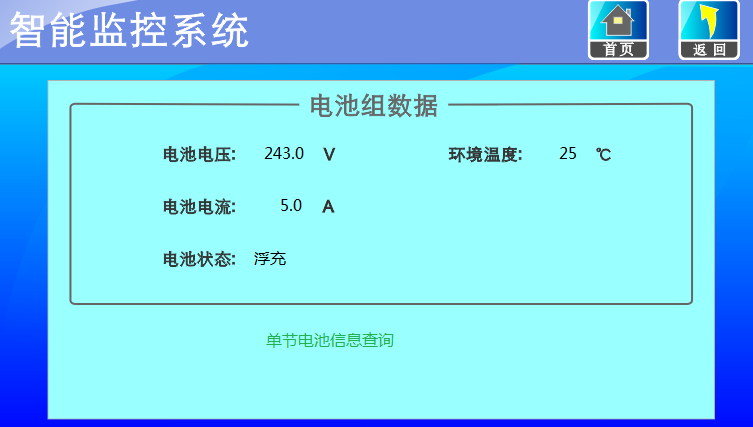 智能监控系统
首页
返回
电池组数据
电池电压: 243.0 V 环境温度: 25 ℃
电池电流: 5.0 A
电池状态: 浮充
单节电池信息查询